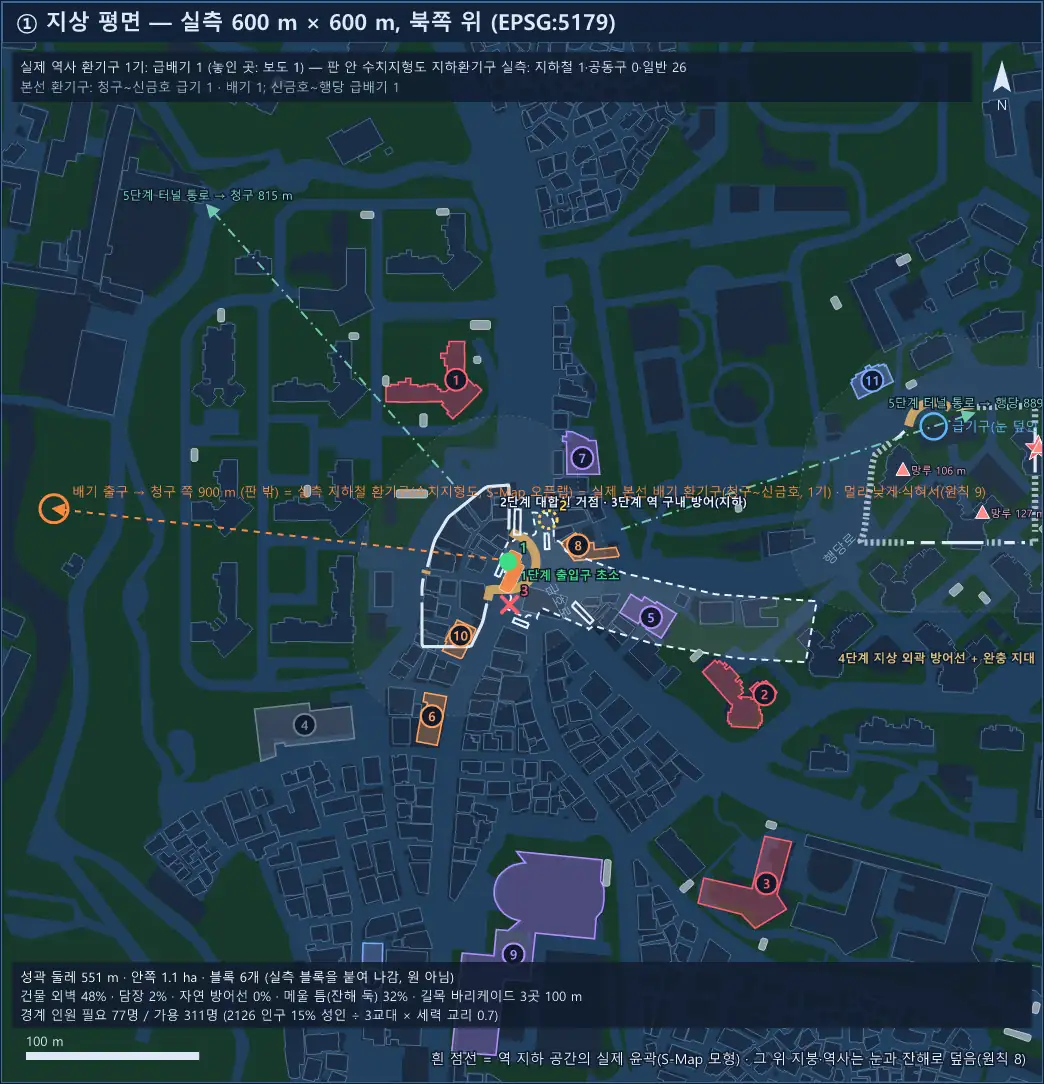 ① 지상 평면 — 실측 600 m × 600 m, 북쪽 위 (EPSG:5179)
실제 역사 환기구 1기: 급배기 1 (놓인 곳: 보도 1) — 판 안 수치지형도 지하환기구 실측: 지하철 1·공동구 0·일반 26
본선 환기구: 청구~신금호 급기 1 · 배기 1; 신금호~행당 급배기 1
N
5단계 터널 통로 → 청구 815 m
1
11
5단계 터널 통로 → 행당 889
급기구(눈 덮인
7
망루 106 m
배기 출구 → 청구 쪽 900 m (판 밖) = 실측 지하철 환기구(수치지형도, S-Map 오플랩) = 실제 본선 배기 환기구(청구~신금호, 1기) · 멀리·낮게·식혀서(원칙 9)
2단계 대합실 거점 · 3단계 역 구내 방어(지하)
2
망루 127 m
8
1
행당로
1단계 출입구 초소
3
5
10
4단계 지상 외곽 방어선 + 완충 지대
2
6
4
3
9
성곽 둘레 551 m · 안쪽 1.1 ha · 블록 6개 (실측 블록을 붙여 나감, 원 아님)
건물 외벽 48% · 담장 2% · 자연 방어선 0% · 메울 틈(잔해 둑) 32% · 길목 바리케이드 3곳 100 m
경계 인원 필요 77명 / 가용 311명 (2126 인구 15% 성인 ÷ 3교대 × 세력 교리 0.7)
100 m
흰 점선 = 역 지하 공간의 실제 윤곽(S-Map 모형) · 그 위 지붕·역사는 눈과 잔해로 덮음(원칙 8)